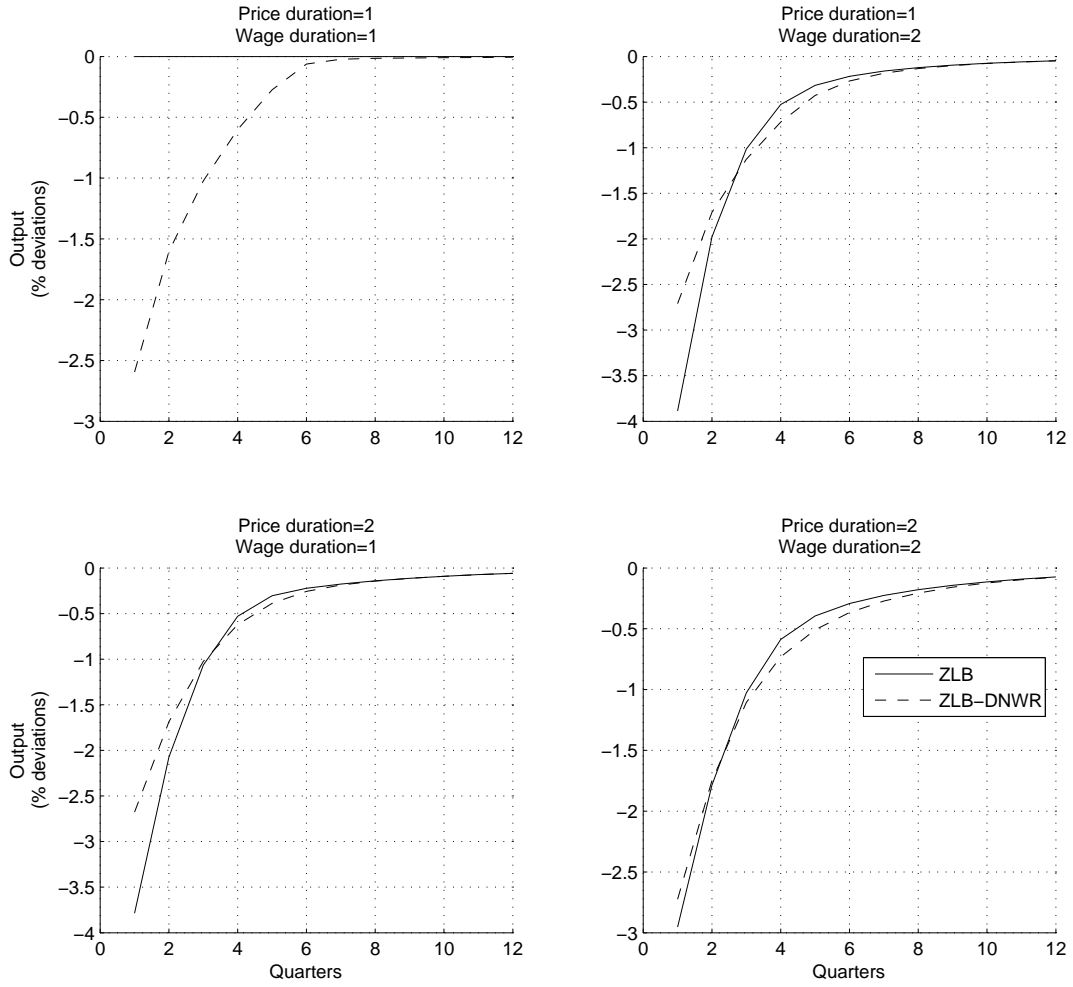 Price duration=1
Wage duration=1
0
−0.5
−1
−1.5
−2
−2.5
−3
Output
(% deviations)
0 2 4 6 8 10 12
Price duration=1
Wage duration=2
0
−0.5
−1
−1.5
−2
−2.5
−3
−3.5
−4
0 2 4 6 8 10 12
Price duration=2
Wage duration=1
0
−0.5
−1
−1.5
−2
−2.5
−3
−3.5
−4
Output
(% deviations)
0 2 4 6 8 10 12
Quarters
Price duration=2
Wage duration=2
0
−0.5
−1
−1.5
−2
−2.5
−3
ZLB
ZLB−DNWR
0 2 4 6 8 10 12
Quarters